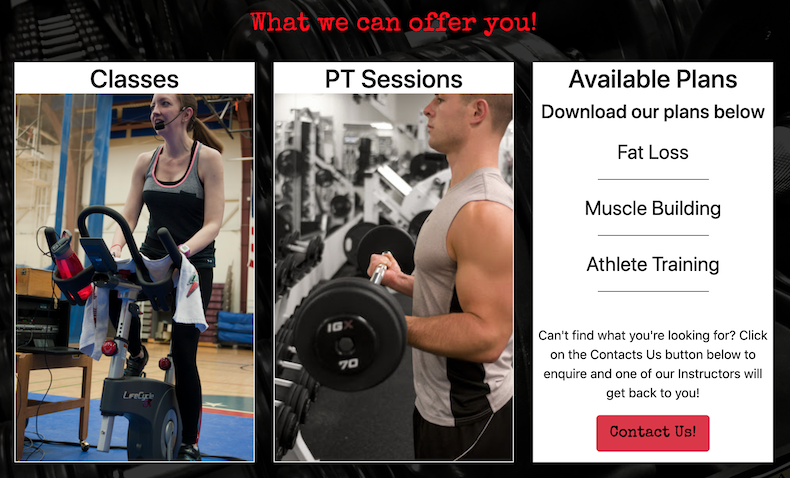 What we can offer you!
Classes
PT Sessions
Available Plans
Download our plans below
Fat Loss
Muscle Building
Athlete Training
Can't find what you're looking for? Click
on the Contacts Us button below to
enquire and one of our Instructors will
get back to you!
Contact Us!
LifeCycle
IGX
70